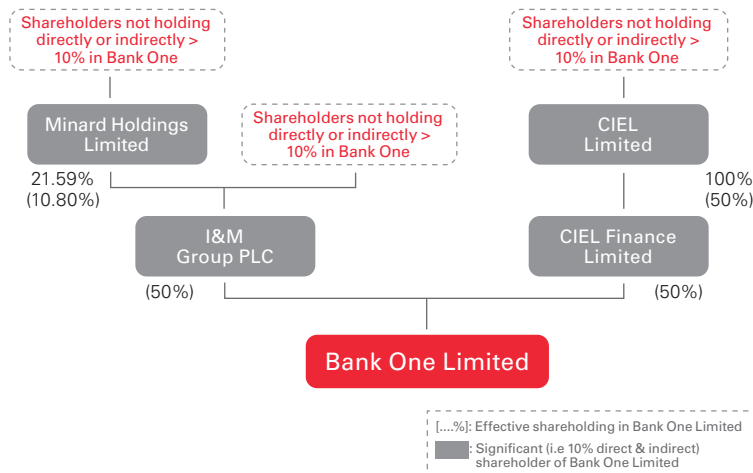 Shareholders not holding
directly or indirectly >
10% in Bank One
Shareholders not holding
directly or indirectly >
10% in Bank One
Minard Holdings
Limited
Shareholders not holding
directly or indirectly >
10% in Bank One
CIEL
Limited
21.59%
(10.80%)
100%
(50%)
I&M
Group PLC
CIEL Finance
Limited
(50%)
(50%)
Bank One Limited
[....%]: Effective shareholding in Bank One Limited
: Significant (i.e 10% direct & indirect)
shareholder of Bank One Limited